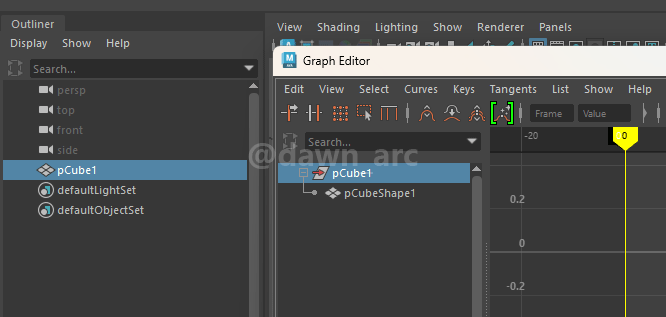 Outliner
Display Show Help
Search...
persp
top
front
side
pCube1
defaultLightSet
defaultObjectSet
View Shading Lighting Show Renderer Panels
M
Graph Editor
Edit View Select Curves Keys Tangents List Show Help
Frame Value
Search...
pCube1
pCubeShape1
-20 0
0.2
0
-0.2
@dawn_arc